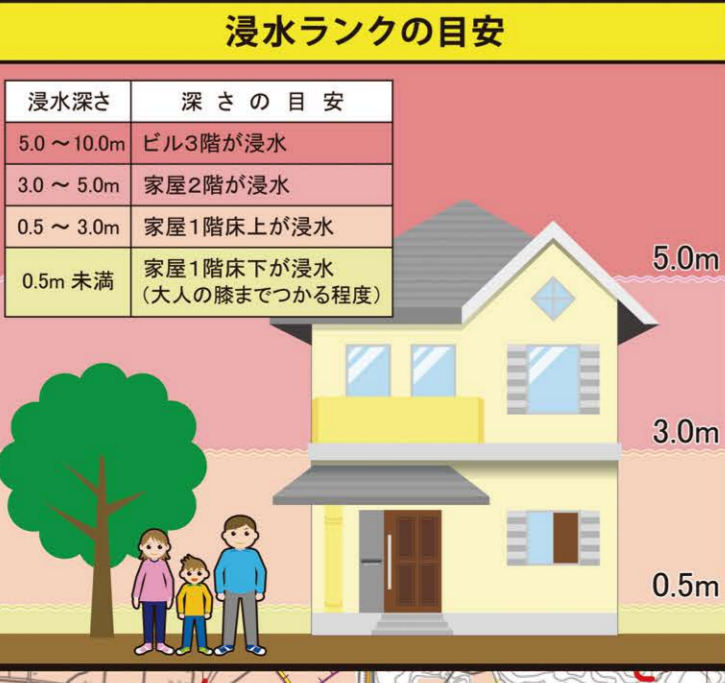 浸水ランクの目安
浸水深さ 深さの目安
5.0～10.0m ビル3階が浸水
3.0～5.0m 家屋2階が浸水
0.5～3.0m 家屋1階床上が浸水
0.5m 未満 家屋1階床下が浸水
(大人の膝までつかる程度)
5.0m
3.0m
0.5m